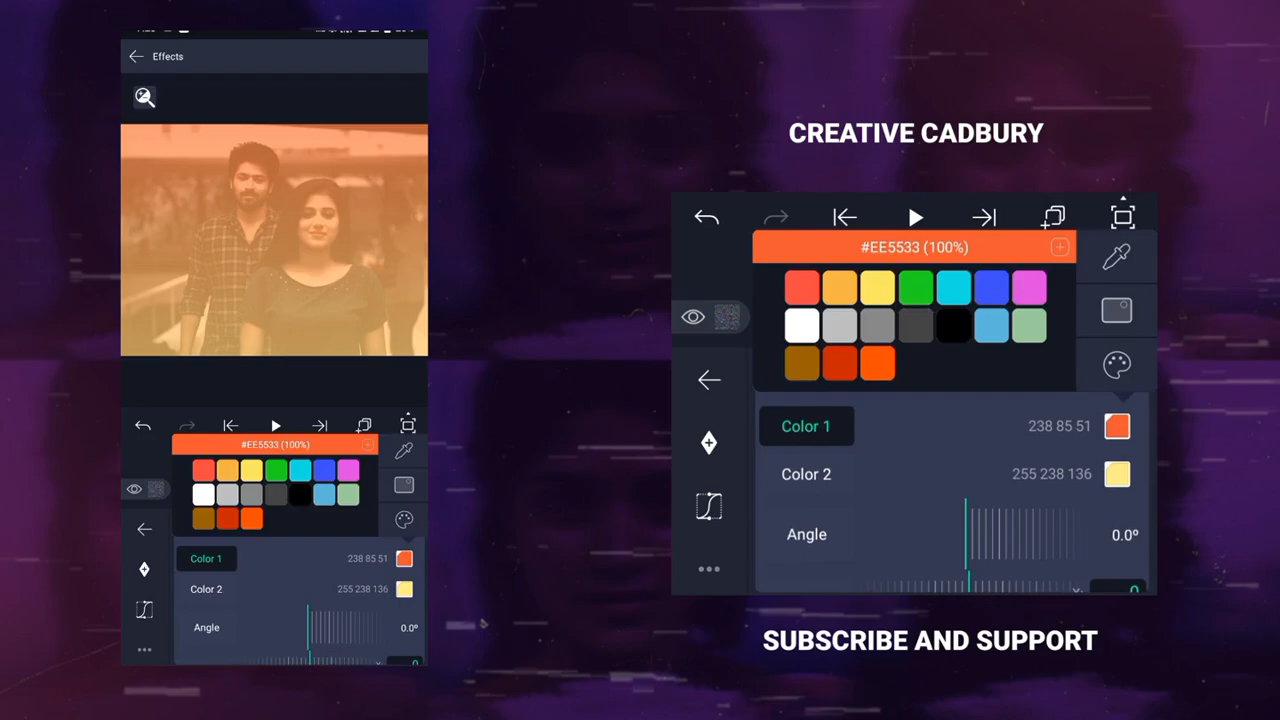 Effects
#EE5533 (100%)
Color 1
238 85 51
Color 2
255 238 136
Angle
0.0º
0
CREATIVE CADBURY
#EE5533 (100%)
Color 1
238 85 51
Color 2
255 238 136
Angle
0.0º
SUBSCRIBE AND SUPPORT